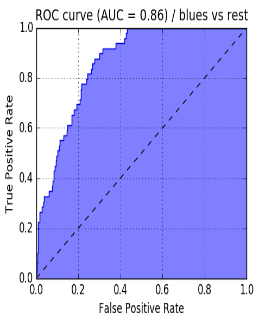 ROC curve (AUC = 0.86) / blues vs rest
1.0
0.8
0.6
0.4
0.2
0.0
True Positive Rate
0.0 0.2 0.4 0.6 0.8 1.0
False Positive Rate